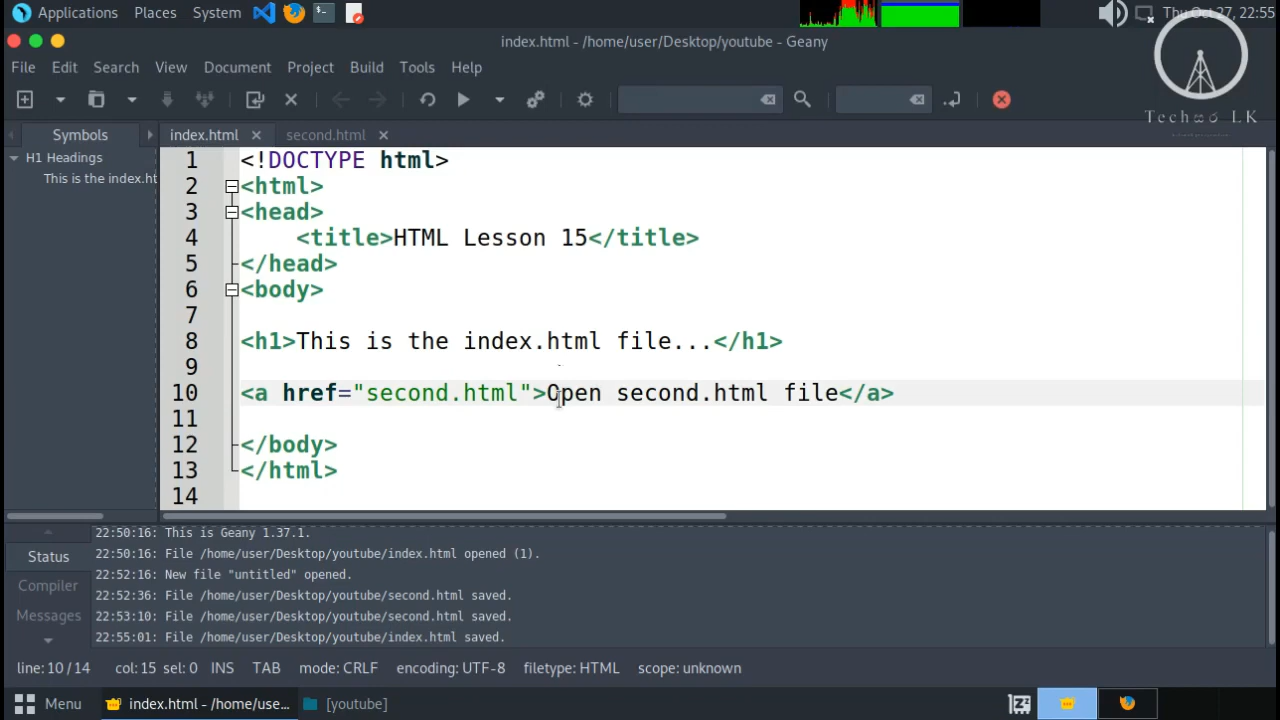 Applications Places System Thu Oct 27, 22:55
index.html - /home/user/Desktop/youtube - Geany
File Edit Search View Document Project Build Tools Help
Techno LK
Symbols index.html second.html
H1 Headings
This is the index.ht
1 <!DOCTYPE html>
2 <html>
3 <head>
4 <title>HTML Lesson 15</title>
5 </head>
6 <body>
7
8 <h1>This is the index.html file...</h1>
9
10 <a href="second.html">Open second.html file</a>
11
12 </body>
13 </html>
14
Status
Compiler
Messages
22:50:16: This is Geany 1.37.1.
22:50:16: File /home/user/Desktop/youtube/index.html opened (1).
22:52:16: New file "untitled" opened.
22:52:36: File /home/user/Desktop/youtube/second.html saved.
22:53:10: File /home/user/Desktop/youtube/second.html saved.
22:55:01: File /home/user/Desktop/youtube/index.html saved.
line: 10 / 14 col: 15 sel: 0 INS TAB mode: CRLF encoding: UTF-8 filetype: HTML scope: unknown
Menu index.html - /home/use... [youtube]